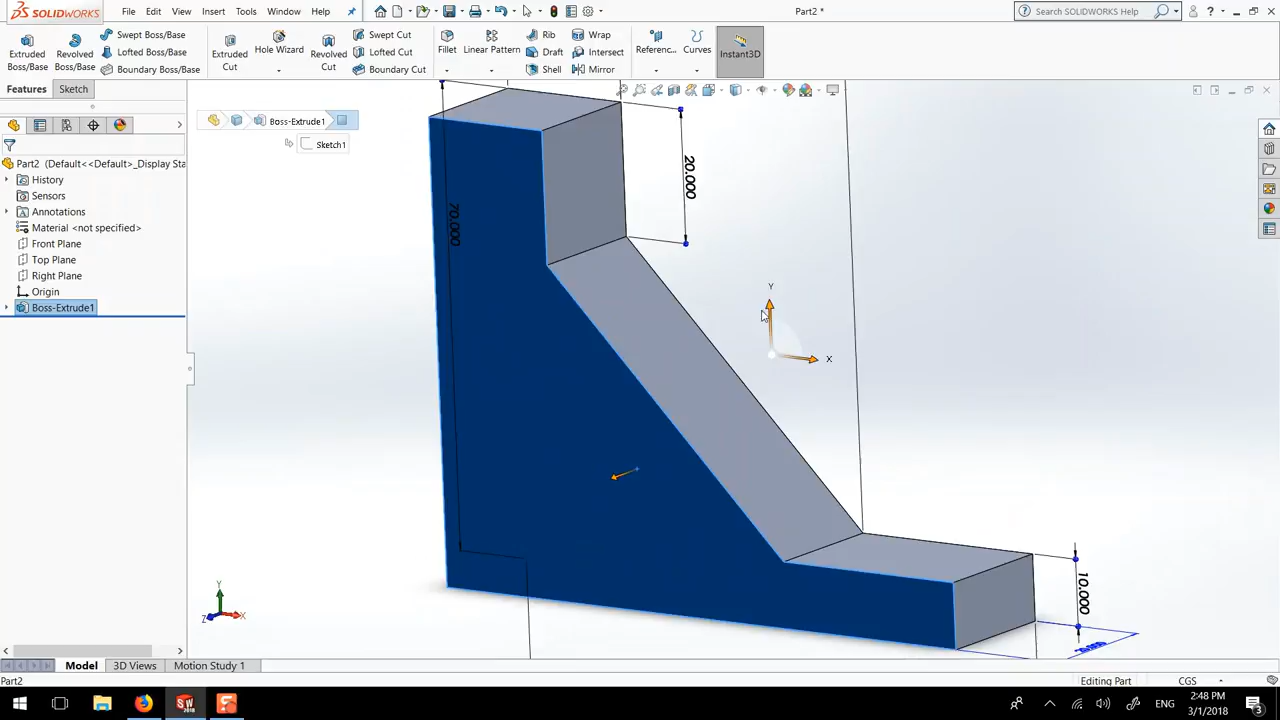 SOLIDWORKS File Edit View Insert Tools Window Help Part2 * Search SOLIDWORKS Help
Extruded Boss/Base Revolved Boss/Base Swept Boss/Base Lofted Boss/Base Boundary Boss/Base Extruded Cut Hole Wizard Revolved Cut Swept Cut Lofted Cut Boundary Cut Fillet Linear Pattern Rib Draft Shell Wrap Intersect Mirror Referenc... Curves Instant3D
Features Sketch
Boss-Extrude1
Sketch1
Part2 (Default<<Default>_Display Sta
History
Sensors
Annotations
Material <not specified>
Front Plane
Top Plane
Right Plane
Origin
Boss-Extrude1
20.000
70.000
Y
X
10.000
Y
Z X
Model 3D Views Motion Study 1
Part2 Editing Part CGS
SW 2018 ENG 2:48 PM
3/1/2018 3